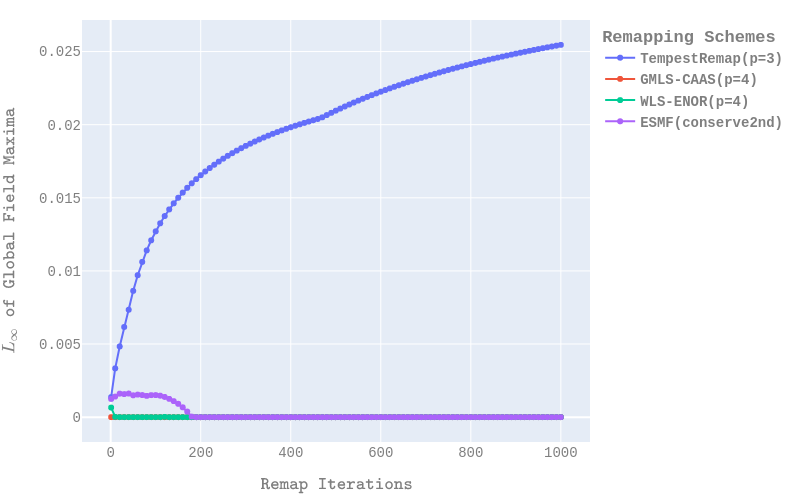 Remapping Schemes
TempestRemap(p=3)
GMLS-CAAS(p=4)
WLS-ENOR(p=4)
ESMF(conserve2nd)
L∞ of Global Field Maxima
0.025
0.02
0.015
0.01
0.005
0
0 200 400 600 800 1000
Remap Iterations